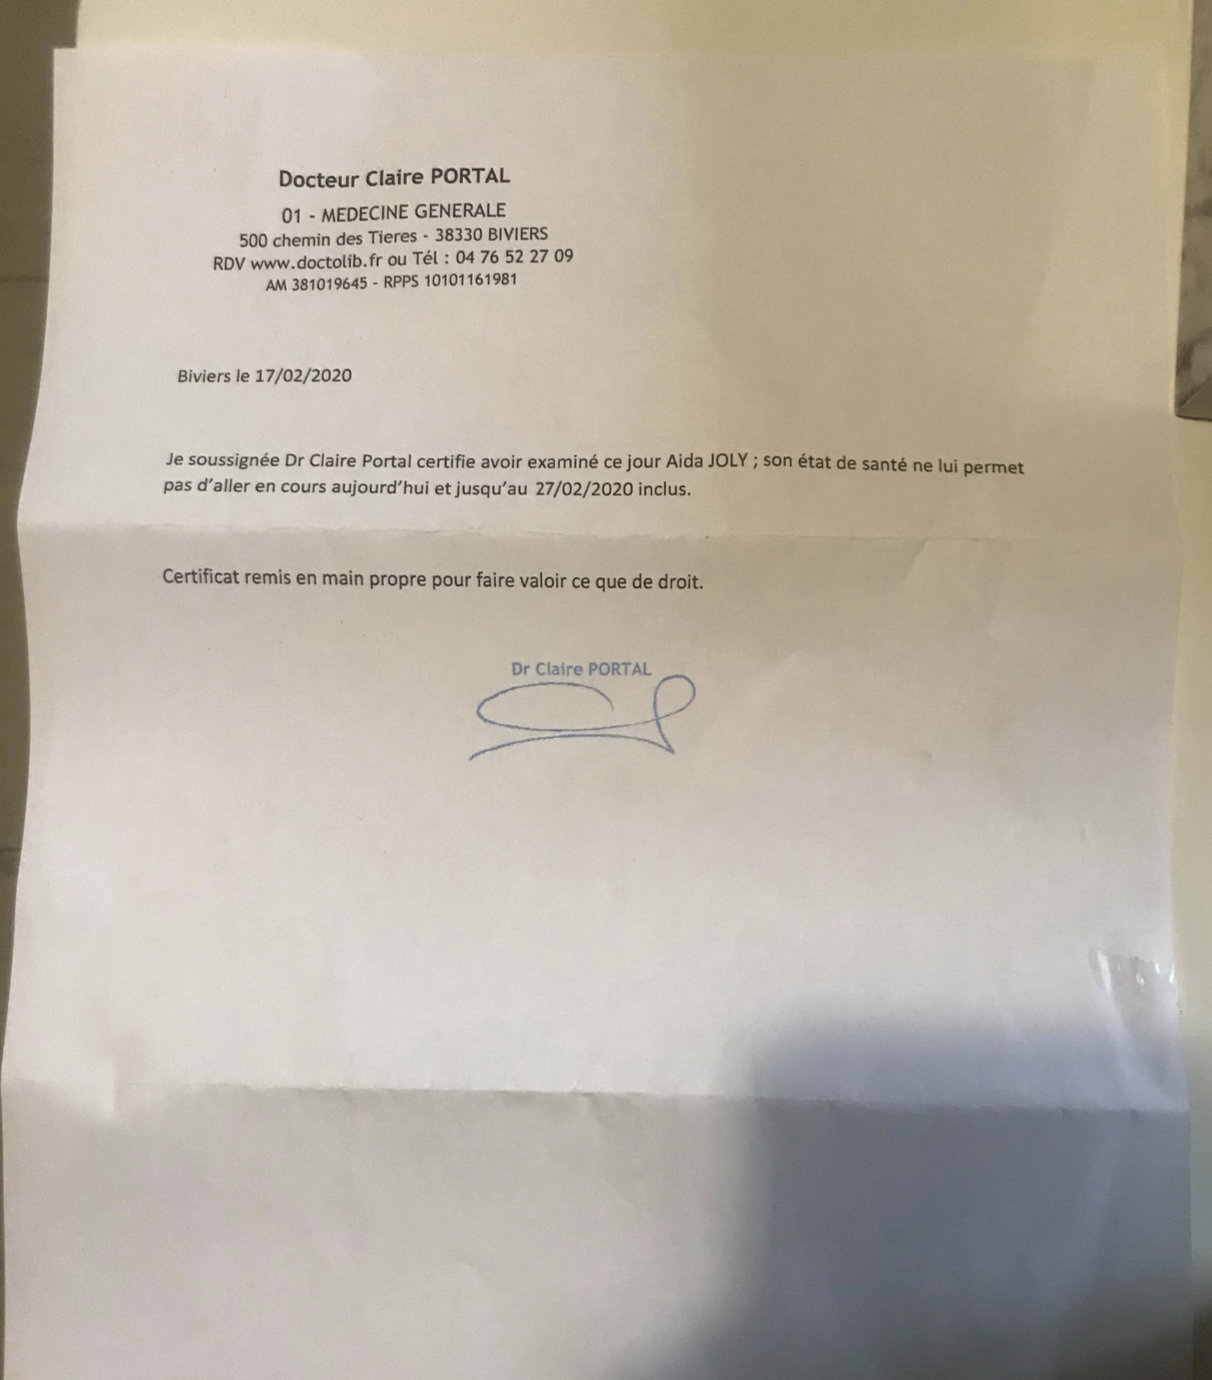 Docteur Claire PORTAL
01 - MEDECINE GENERALE
500 chemin des Tieres - 38330 BIVIERS
RDV www.doctolib.fr ou Tél : 04 76 52 27 09
AM 381019645 - RPPS 10101161981
Biviers le 17/02/2020
Je soussignée Dr Claire Portal certifie avoir examiné ce jour Aida JOLY ; son état de santé ne lui permet
pas d’aller en cours aujourd’hui et jusqu’au 27/02/2020 inclus.
Certificat remis en main propre pour faire valoir ce que de droit.
Dr Claire PORTAL